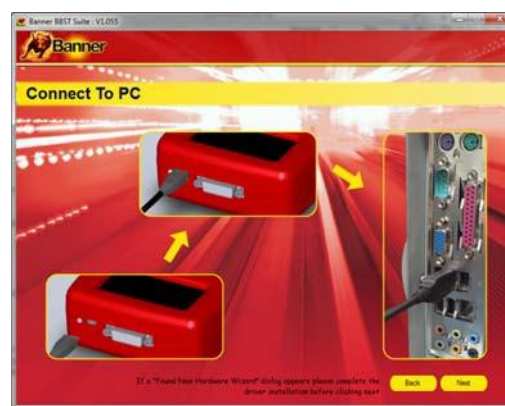 Banner BBST Suite : V1.055
Banner
Connect To PC
If a "Found New Hardware Wizard" dialog appears please complete the
driver installation before clicking next
Back
Next